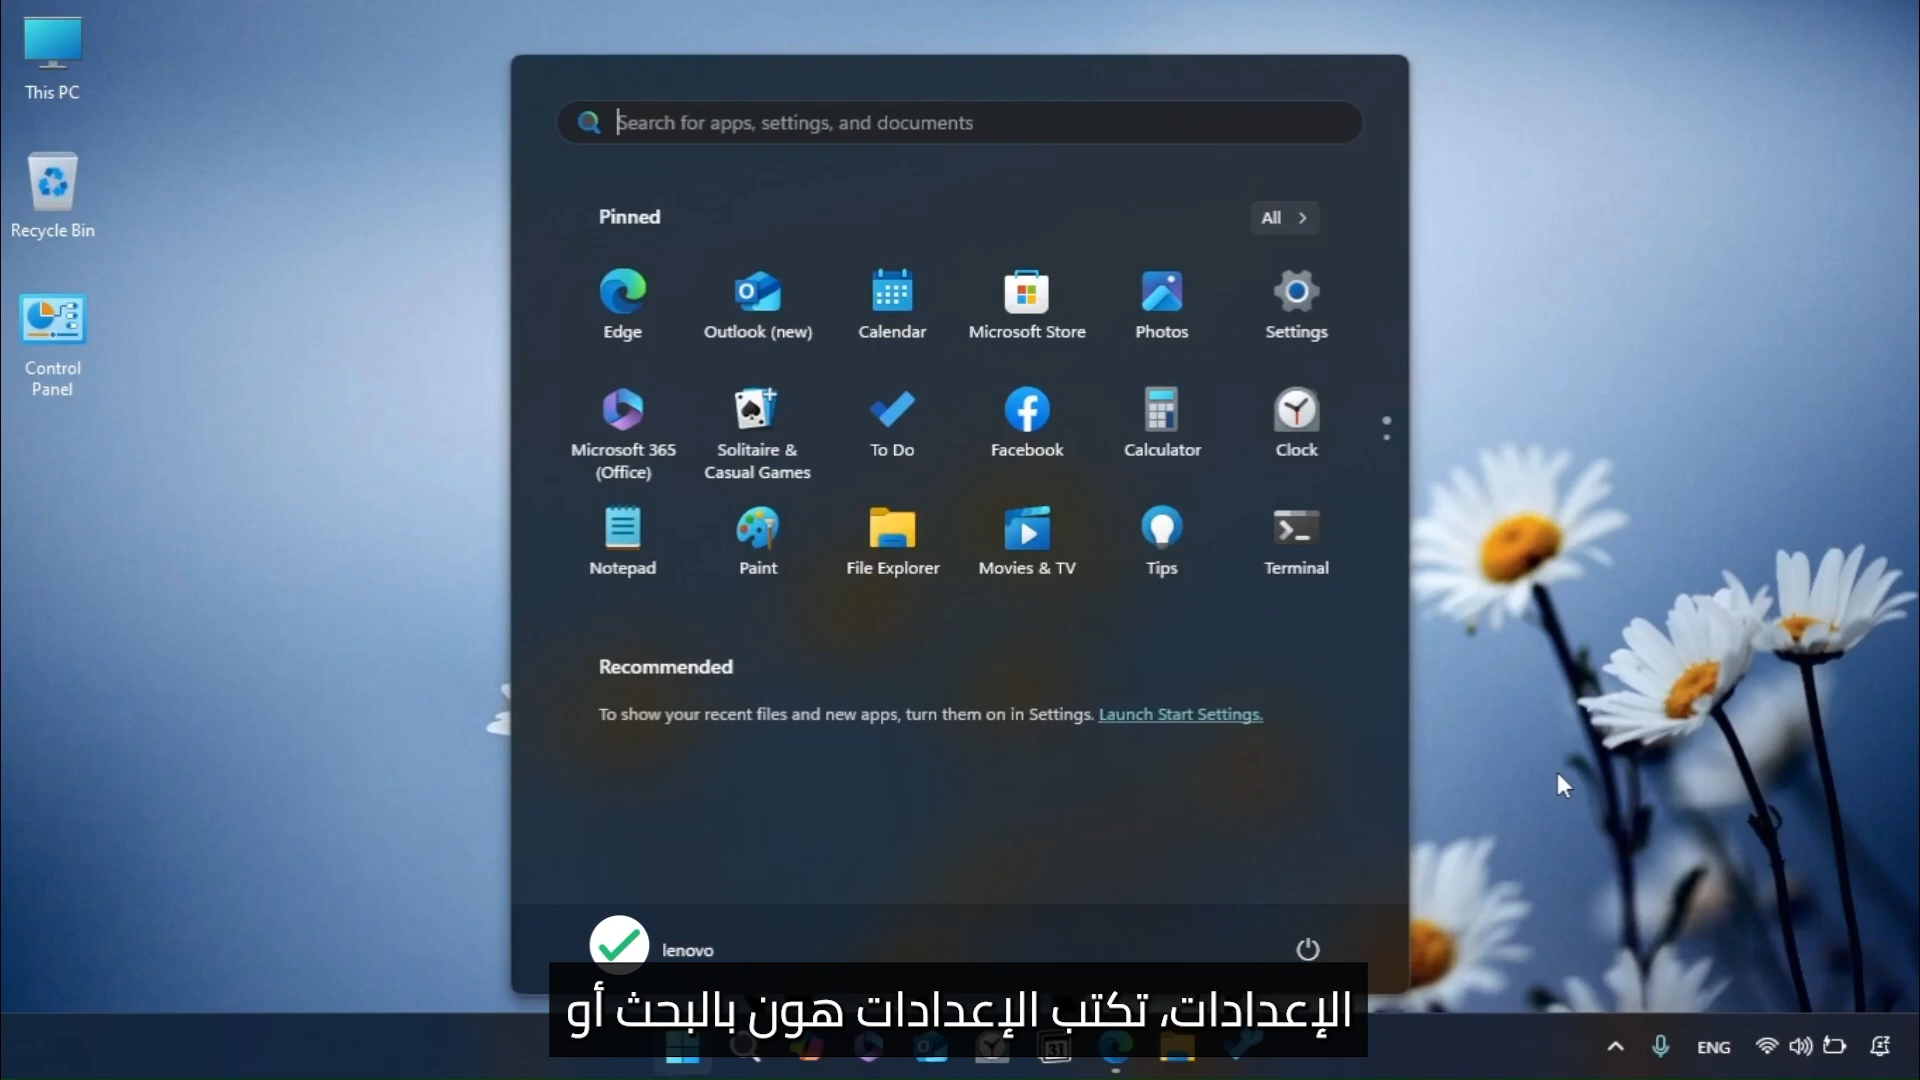 This PC
Recycle Bin
Control
Panel
Search for apps, settings, and documents
Pinned
All
Edge
Outlook (new)
Calendar
Microsoft Store
Photos
Settings
Microsoft 365
(Office)
Solitaire &
Casual Games
To Do
Facebook
Calculator
Clock
Notepad
Paint
File Explorer
Movies & TV
Tips
Terminal
Recommended
To show your recent files and new apps, turn them on in Settings. Launch Start Settings.
lenovo
الإعدادات، تكتب الإعدادات هون بالبحث أو
31
ENG